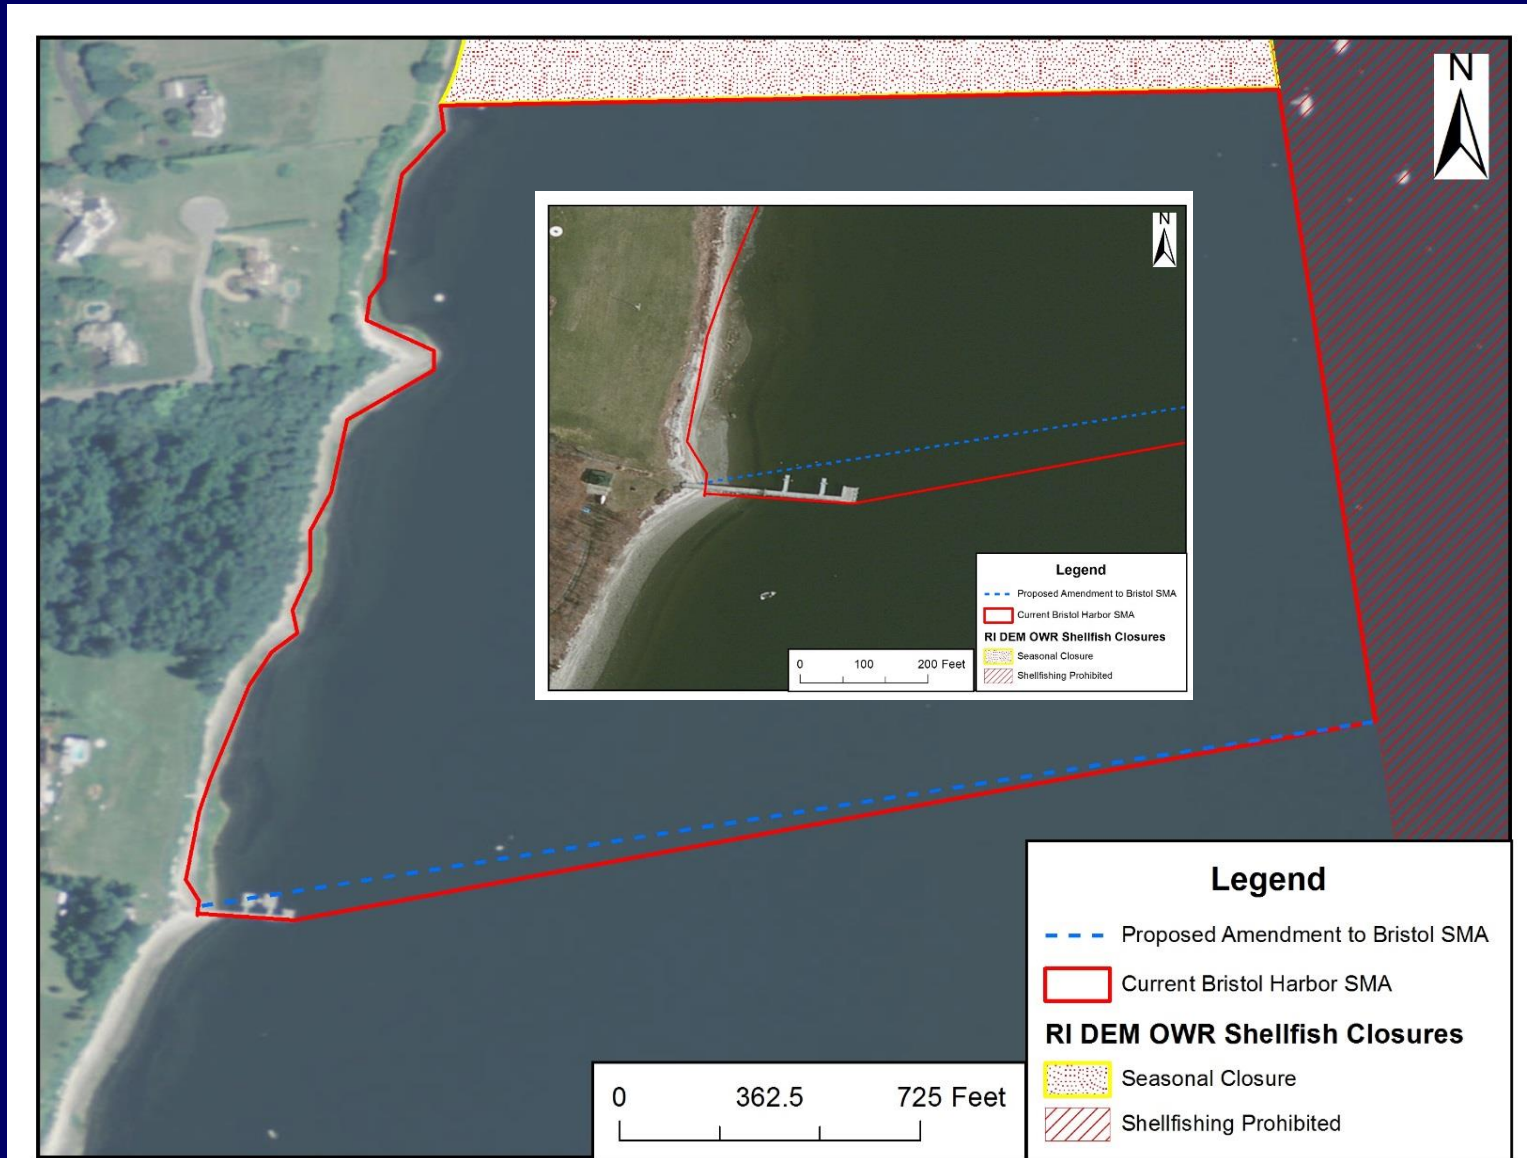 N
N
Legend
Proposed Amendment to Bristol SMA
Current Bristol Harbor SMA
RI DEM OWR Shellfish Closures
Seasonal Closure
Shellfishing Prohibited
0 100 200 Feet
Legend
Proposed Amendment to Bristol SMA
Current Bristol Harbor SMA
RI DEM OWR Shellfish Closures
Seasonal Closure
Shellfishing Prohibited
0 362.5 725 Feet